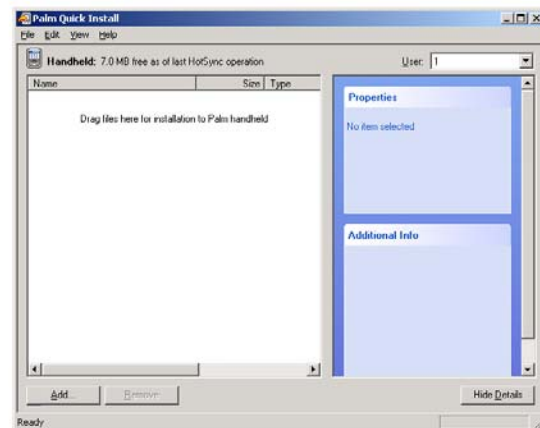 Palm Quick Install
File Edit View Help
Handheld: 7.0 MB free as of last HotSync operation User: 1
Name Size Type
Drag files here for installation to Palm handheld
Properties
No item selected
Additional Info
Add... Remove Hide Details
Ready